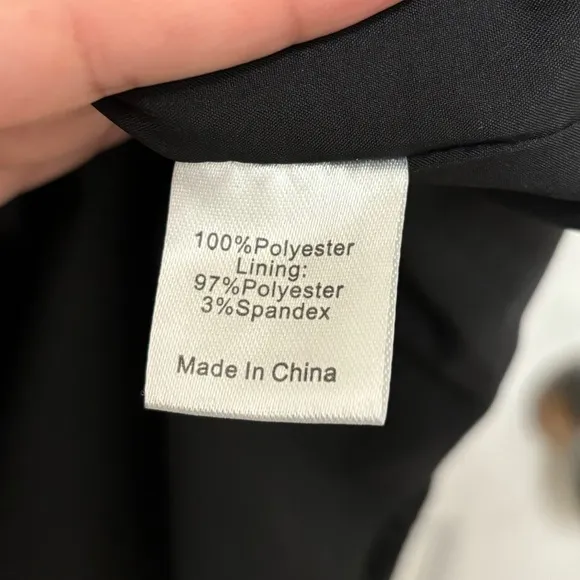 100%Polyester
Lining:
97%Polyester
3%Spandex
Made In China